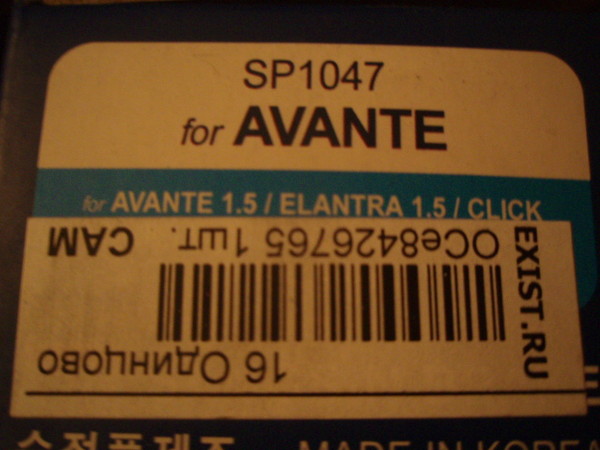 SP1047
for AVANTE
for AVANTE 1.5 / ELANTRA 1.5 / CLICK
OCe8426765 1шт. САМ
16 Одинцово
EXIST.RU
MADE IN KOREA